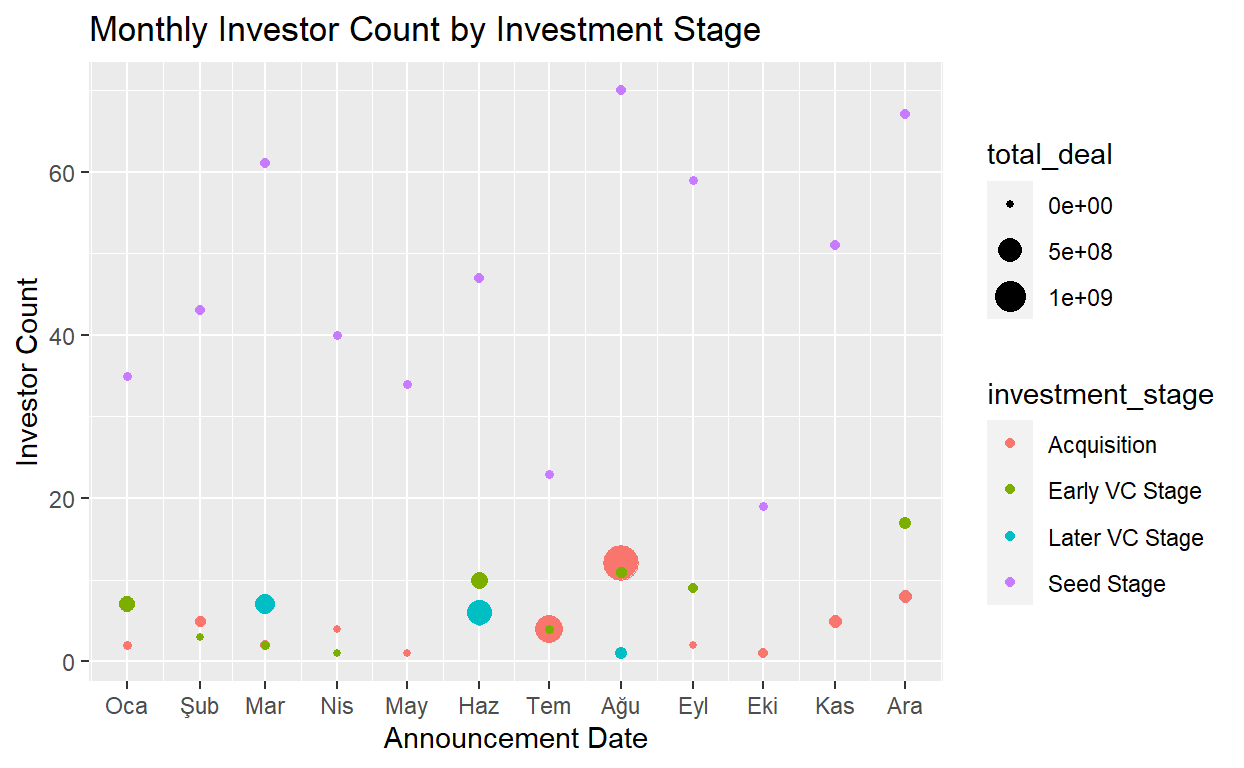 Monthly Investor Count by Investment Stage
Investor Count
60
40
20
0
Oca Şub Mar Nis May Haz Tem Ağu Eyl Eki Kas Ara
Announcement Date
total_deal
0e+00
5e+08
1e+09
investment_stage
Acquisition
Early VC Stage
Later VC Stage
Seed Stage